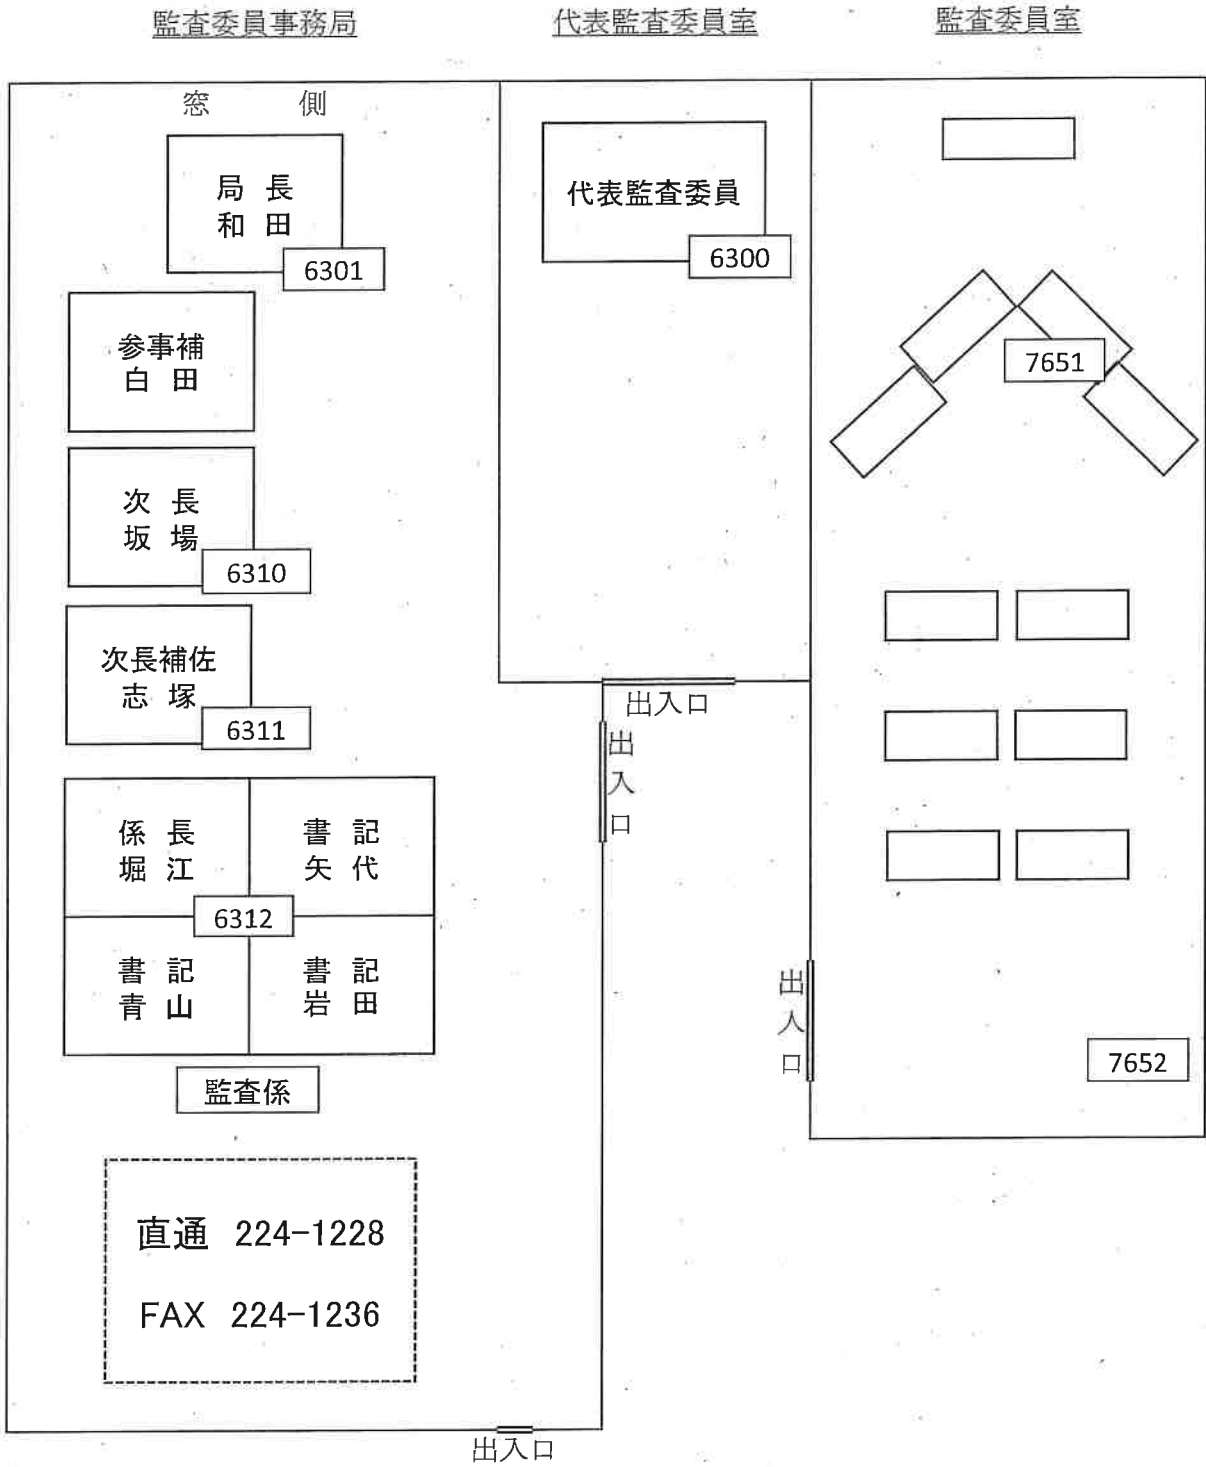 監査委員事務局
代表監査委員室
監査委員室
窓 側
局 長
和 田
6301
参事補
白 田
次 長
坂 場
6310
次長補佐
志 塚
6311
係 長
堀 江
書 記
矢 代
6312
書 記
青 山
書 記
岩 田
監査係
直通 224-1228
FAX 224-1236
出入口
代表監査委員
6300
出入口
出入口
7651
出入口
7652